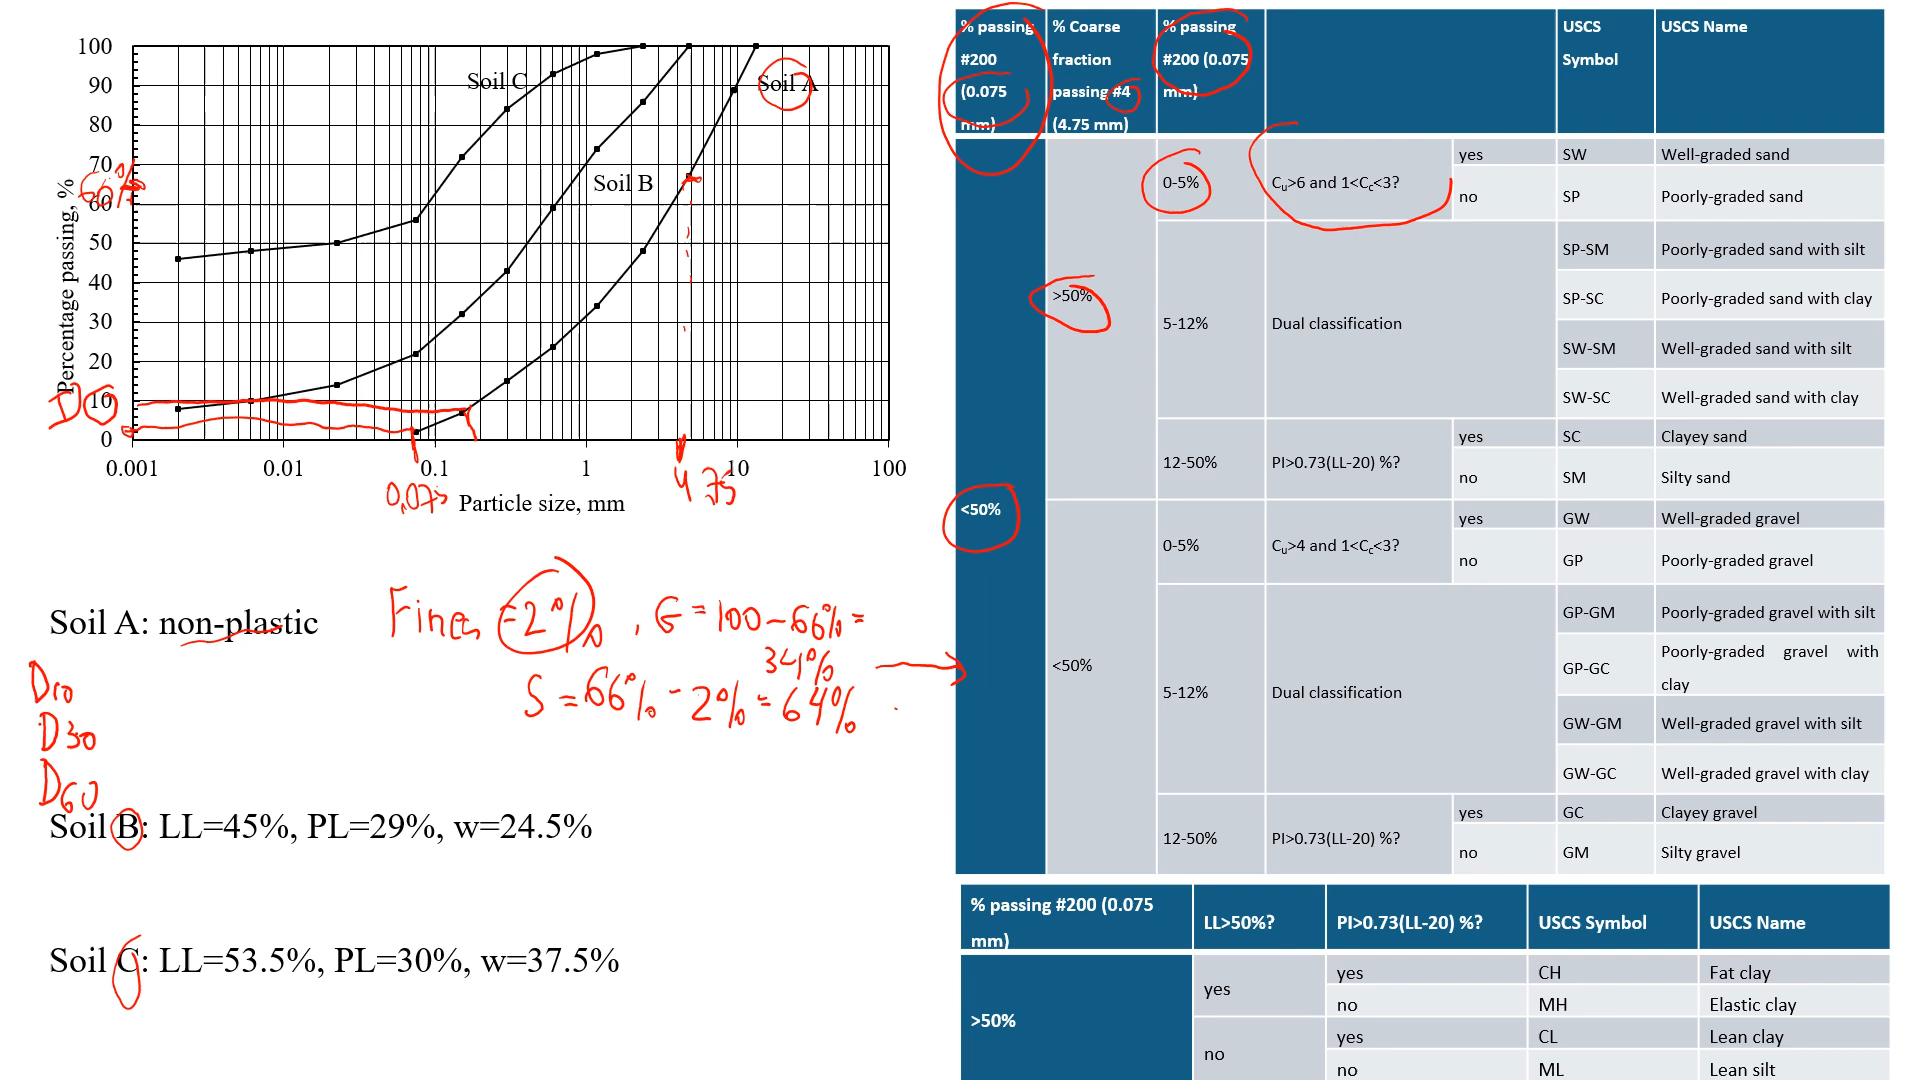 100
90
80
70
60
50
40
30
20
10
0
Percentage passing, %
Soil C
Soil B
Soil A
0.001
0.01
0.1
1
10
100
Particle size, mm
0,075
4.75
D
Soil A: non-plastic
Fines =2%, G=100-66%=
34%
S=66%-2%=64%
D10
D30
D60
Soil B: LL=45%, PL=29%, w=24.5%
Soil C: LL=53.5%, PL=30%, w=37.5%
% passing #200 (0.075 mm)
% Coarse fraction passing #4 (4.75 mm)
% passing #200 (0.075 mm)
USCS Symbol
USCS Name
<50%
>50%
0-5%
Cu>6 and 1<Cc<3?
yes
SW
Well-graded sand
no
SP
Poorly-graded sand
5-12%
Dual classification
SP-SM
Poorly-graded sand with silt
SP-SC
Poorly-graded sand with clay
SW-SM
Well-graded sand with silt
SW-SC
Well-graded sand with clay
12-50%
PI>0.73(LL-20) %?
yes
SC
Clayey sand
no
SM
Silty sand
<50%
0-5%
Cu>4 and 1<Cc<3?
yes
GW
Well-graded gravel
no
GP
Poorly-graded gravel
5-12%
Dual classification
GP-GM
Poorly-graded gravel with silt
GP-GC
Poorly-graded gravel with clay
GW-GM
Well-graded gravel with silt
GW-GC
Well-graded gravel with clay
12-50%
PI>0.73(LL-20) %?
yes
GC
Clayey gravel
no
GM
Silty gravel
% passing #200 (0.075 mm)
LL>50%?
PI>0.73(LL-20) %?
USCS Symbol
USCS Name
>50%
yes
yes
CH
Fat clay
no
MH
Elastic clay
no
yes
CL
Lean clay
no
ML
Lean silt